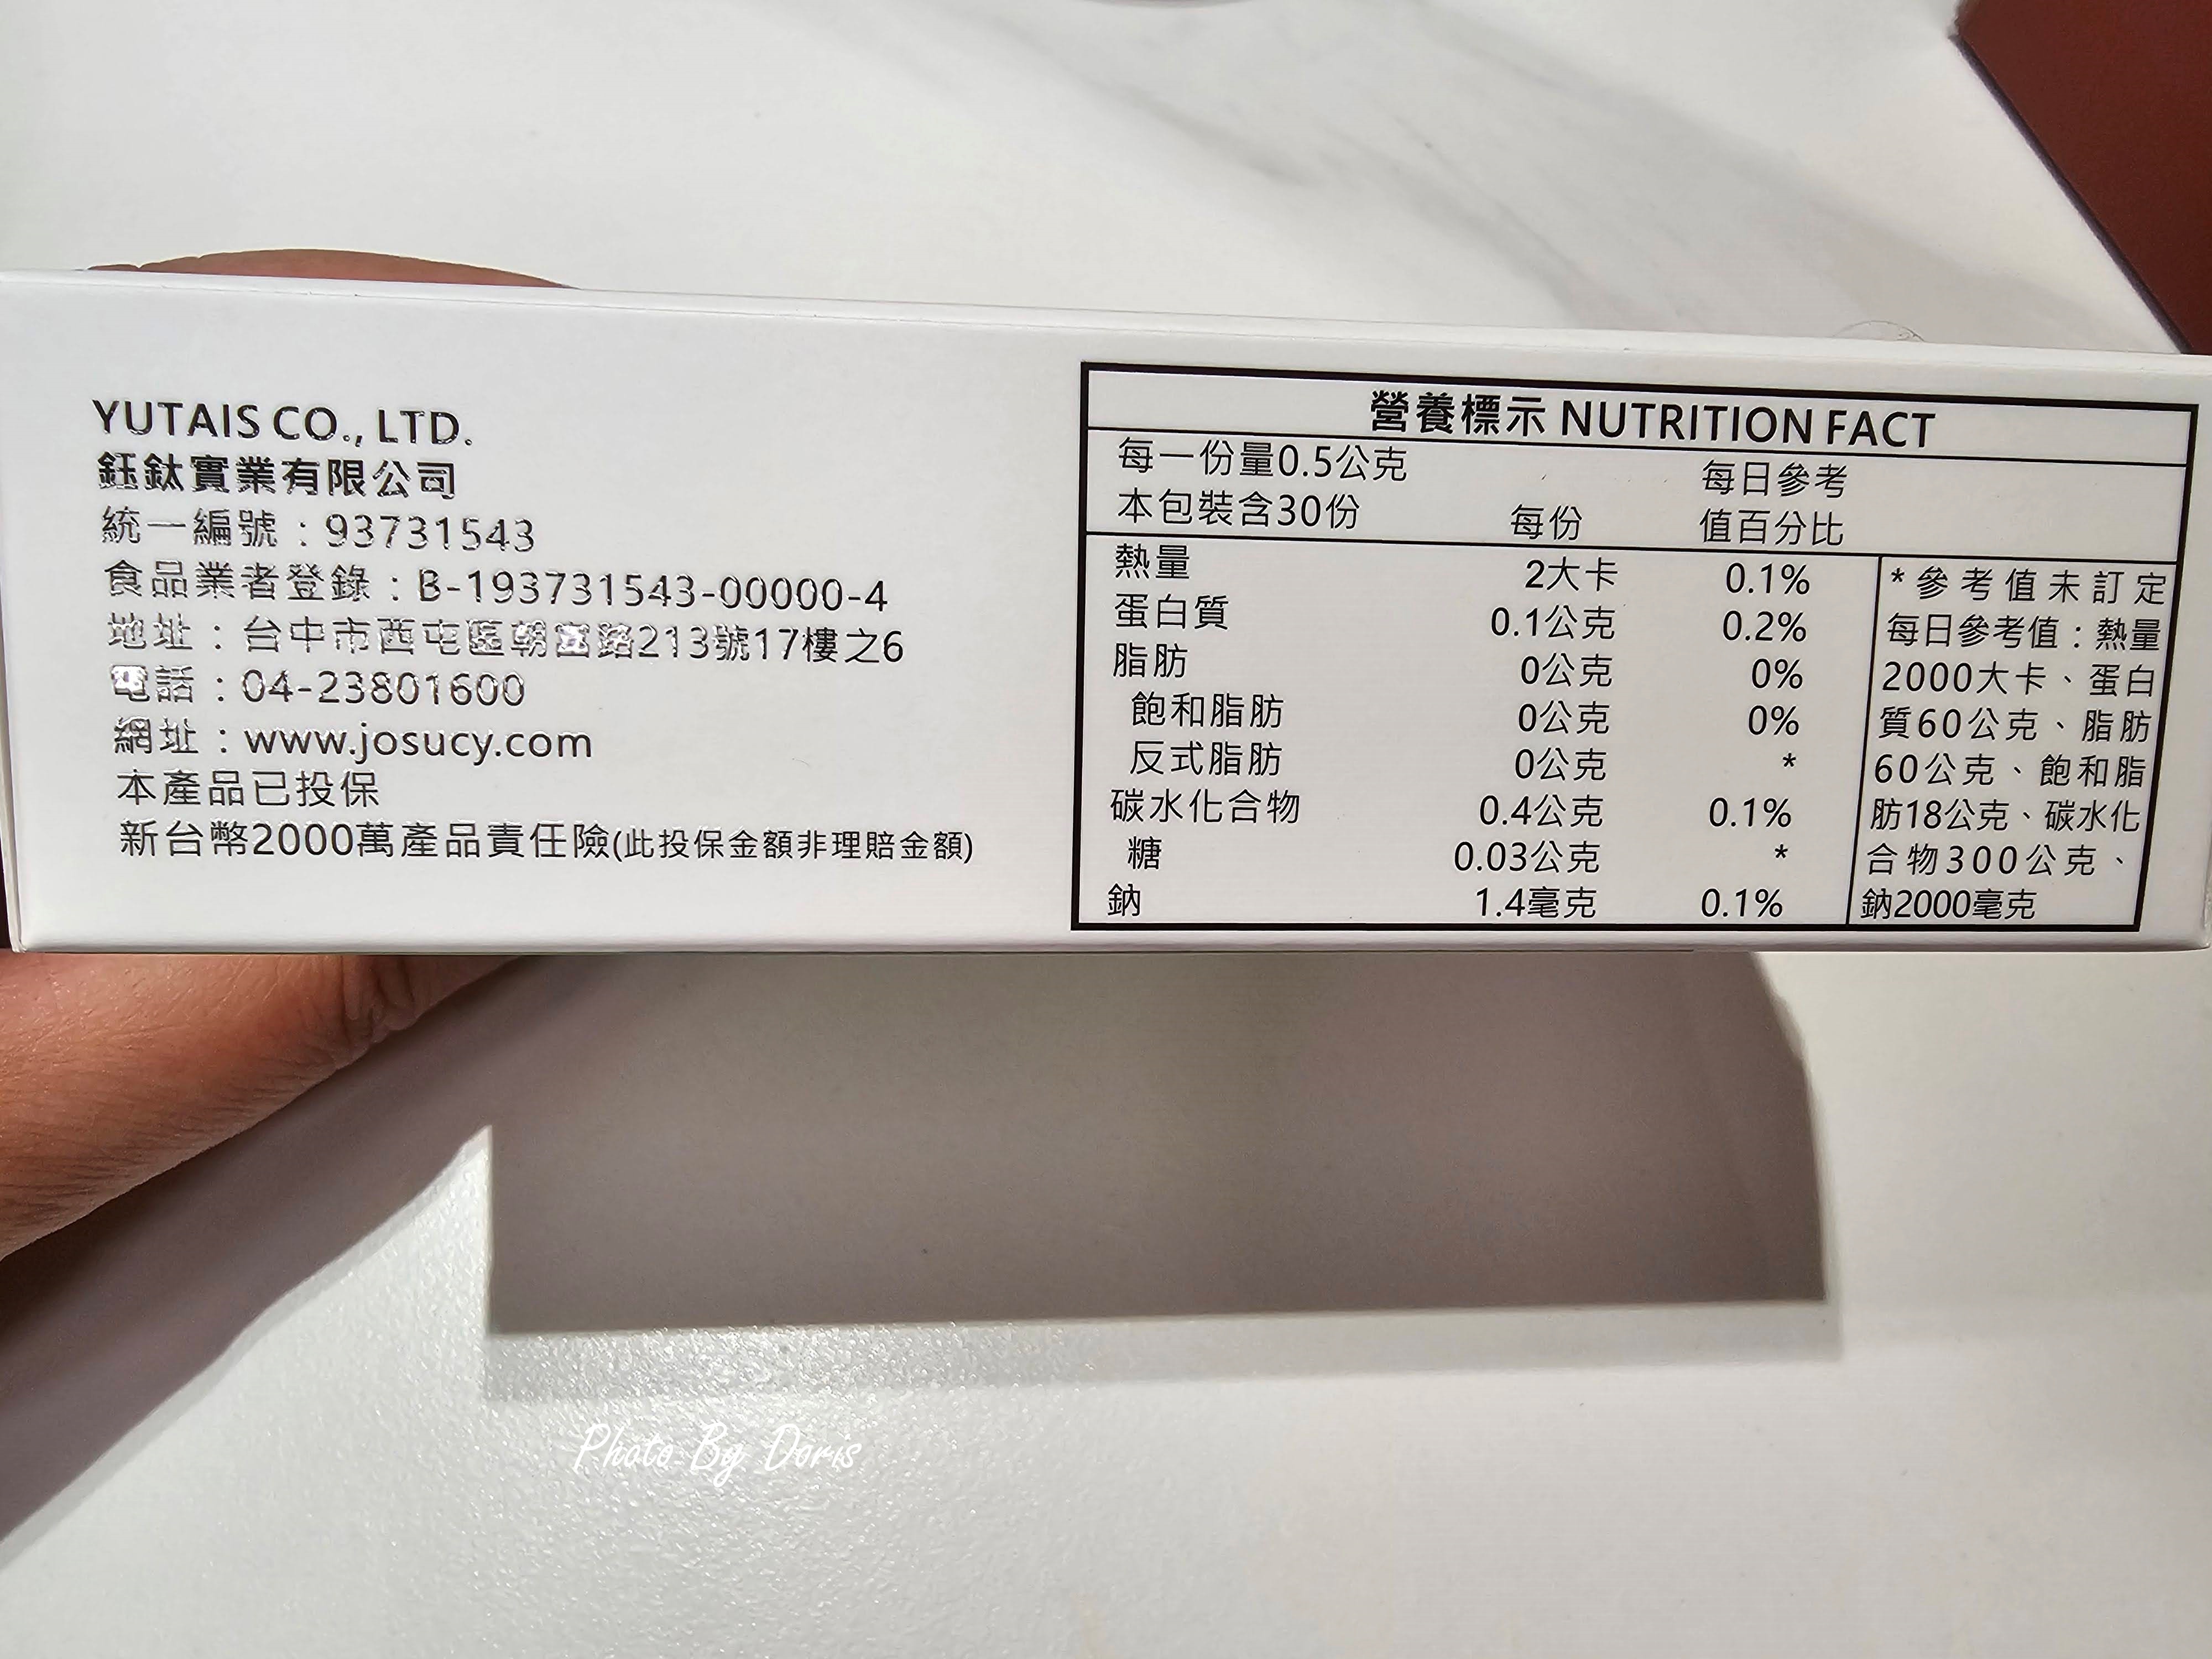 YUTAIS CO., LTD.
鈺鈦實業有限公司
統一編號：93731543
食品業者登錄：B-193731543-00000-4
地址：台中市西屯區朝富路213號17樓之6
電話：04-23801600
網址：www.josucy.com
本產品已投保
新台幣2000萬產品責任險(此投保金額非理賠金額)
營養標示 NUTRITION FACT
每一份量0.5公克
本包裝含30份
每份
每日參考
值百分比
熱量 2大卡 0.1%
蛋白質 0.1公克 0.2%
脂肪 0公克 0%
飽和脂肪 0公克 0%
反式脂肪 0公克 *
碳水化合物 0.4公克 0.1%
糖 0.03公克 *
鈉 1.4毫克 0.1%
*參考值未訂定
每日參考值：熱量
2000大卡、蛋白
質60公克、脂肪
60公克、飽和脂
肪18公克、碳水化
合物300公克、
鈉2000毫克
Photo By Doris